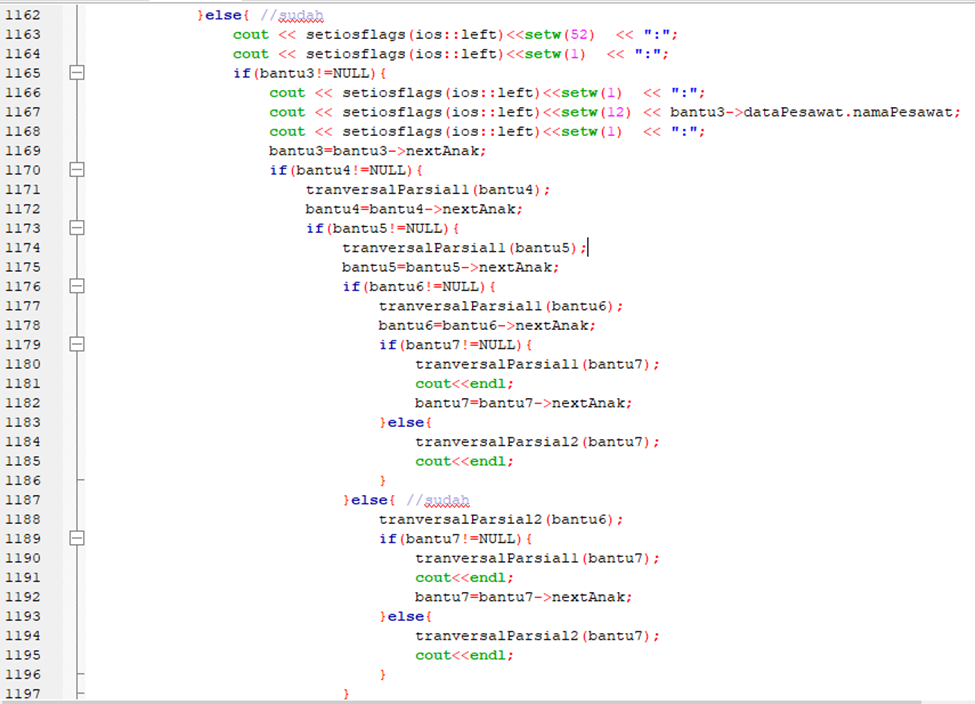 1162 }else{ //sudah
1163 cout << setiosflags(ios::left)<<setw(52)  << ":";
1164 cout << setiosflags(ios::left)<<setw(1)  << ":";
1165 if(bantu3!=NULL){
1166 cout << setiosflags(ios::left)<<setw(1)  << ":";
1167 cout << setiosflags(ios::left)<<setw(12) << bantu3->dataPesawat.namaPesawat;
1168 cout << setiosflags(ios::left)<<setw(1)  << ":";
1169 bantu3=bantu3->nextAnak;
1170 if(bantu4!=NULL){
1171 tranversalParsial1(bantu4);
1172 bantu4=bantu4->nextAnak;
1173 if(bantu5!=NULL){
1174 tranversalParsial1(bantu5);
1175 bantu5=bantu5->nextAnak;
1176 if(bantu6!=NULL){
1177 tranversalParsial1(bantu6);
1178 bantu6=bantu6->nextAnak;
1179 if(bantu7!=NULL){
1180 tranversalParsial1(bantu7);
1181 cout<<endl;
1182 bantu7=bantu7->nextAnak;
1183 }else{
1184 tranversalParsial2(bantu7);
1185 cout<<endl;
1186 }
1187 }else{ //sudah
1188 tranversalParsial2(bantu6);
1189 if(bantu7!=NULL){
1190 tranversalParsial1(bantu7);
1191 cout<<endl;
1192 bantu7=bantu7->nextAnak;
1193 }else{
1194 tranversalParsial2(bantu7);
1195 cout<<endl;
1196 }
1197 }